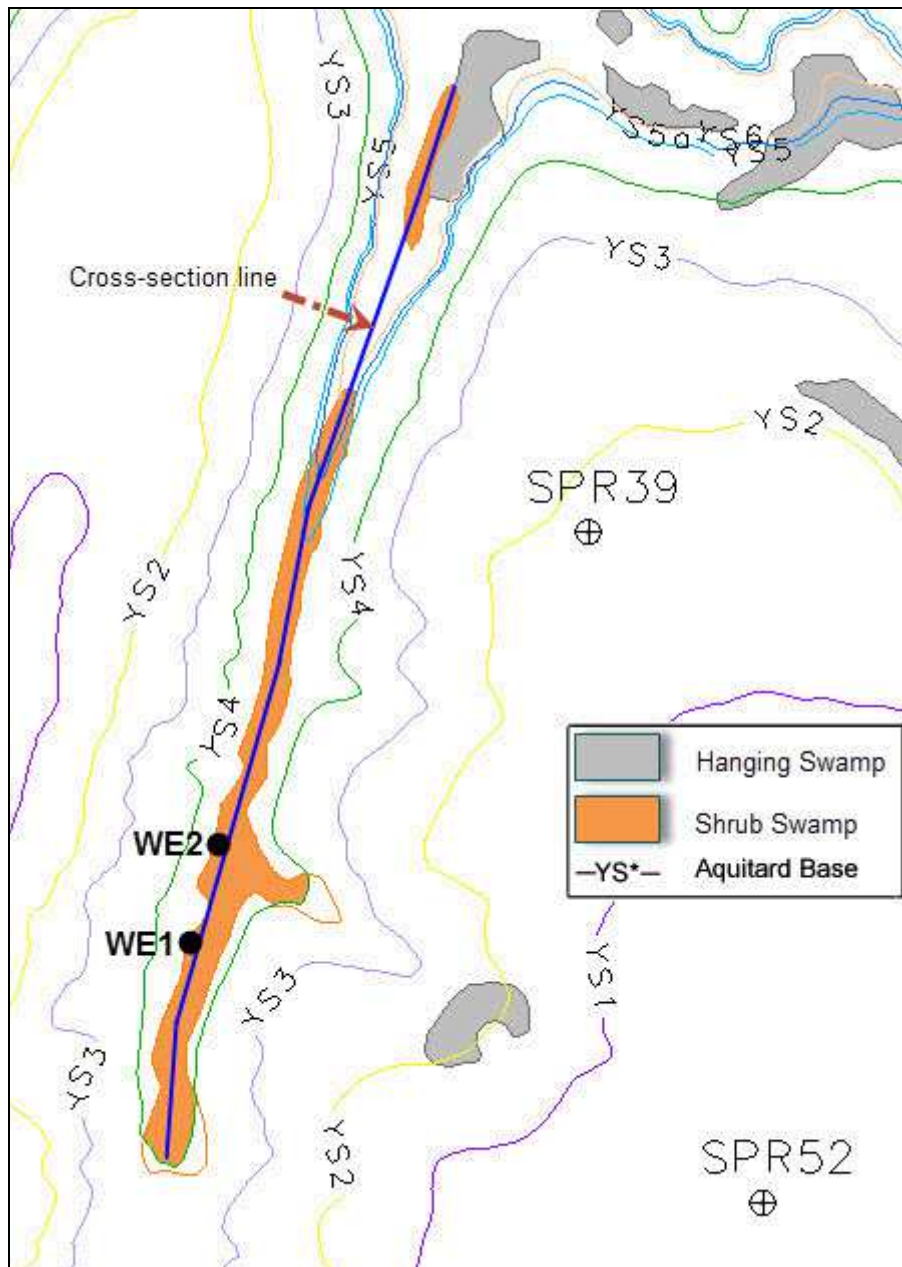 YS3
YS5
YS5a
YS6
YS5
YS3
Cross-section line
YS2
SPR39
YS2
YS4
YS4
Hanging Swamp
Shrub Swamp
—YS*— Aquitard Base
WE2
WE1
YS3
YS1
YS3
YS2
SPR52